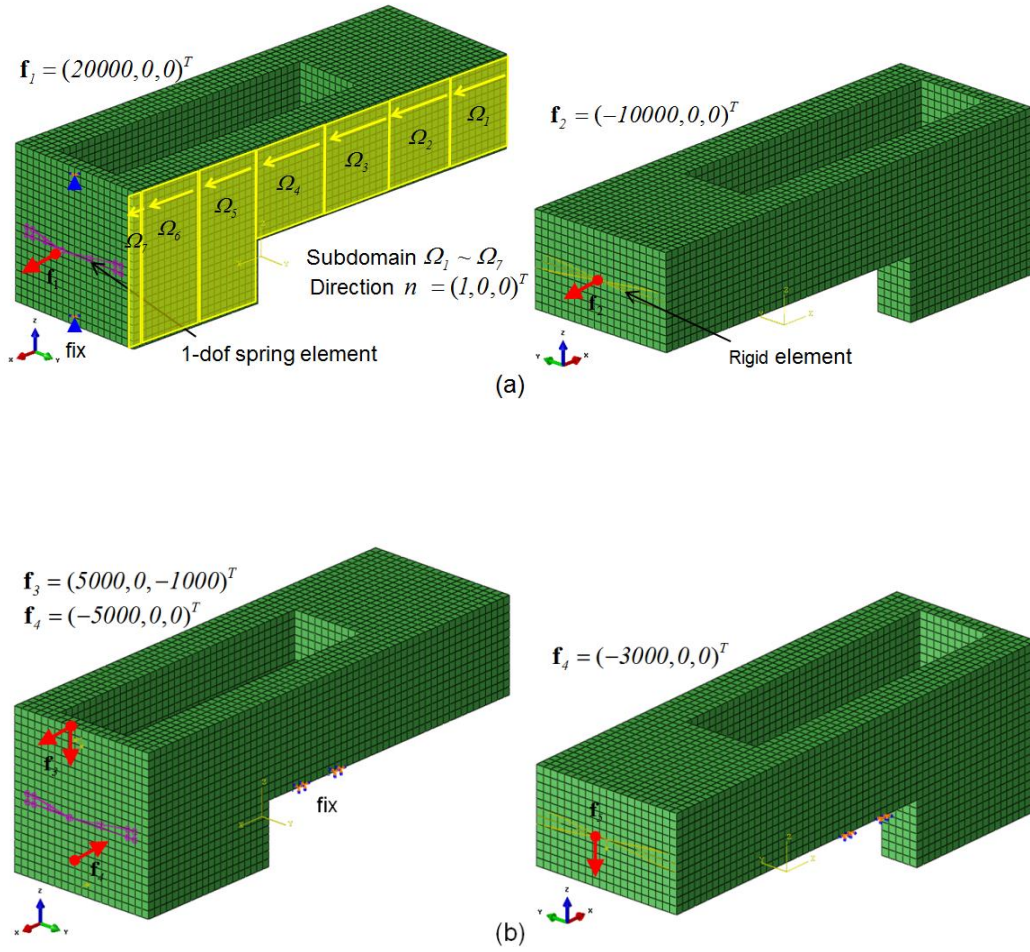 f₁ = (20000,0,0)ᵀ
f₂ = (−10000,0,0)ᵀ
Ω₁
Ω₂
Ω₃
Ω₄
Ω₅
Ω₆
Ω₇
f₁
Subdomain Ω₁ ~ Ω₇
Direction n = (1,0,0)ᵀ
fix
1-dof spring element
f₂
Rigid element
Z
X
Y
Z
Y
X
(a)
f₃ = (5000,0,−1000)ᵀ
f₄ = (−5000,0,0)ᵀ
f₄ = (−3000,0,0)ᵀ
f₃
f₄
fix
f₅
Z
X
Y
Z
Y
X
(b)